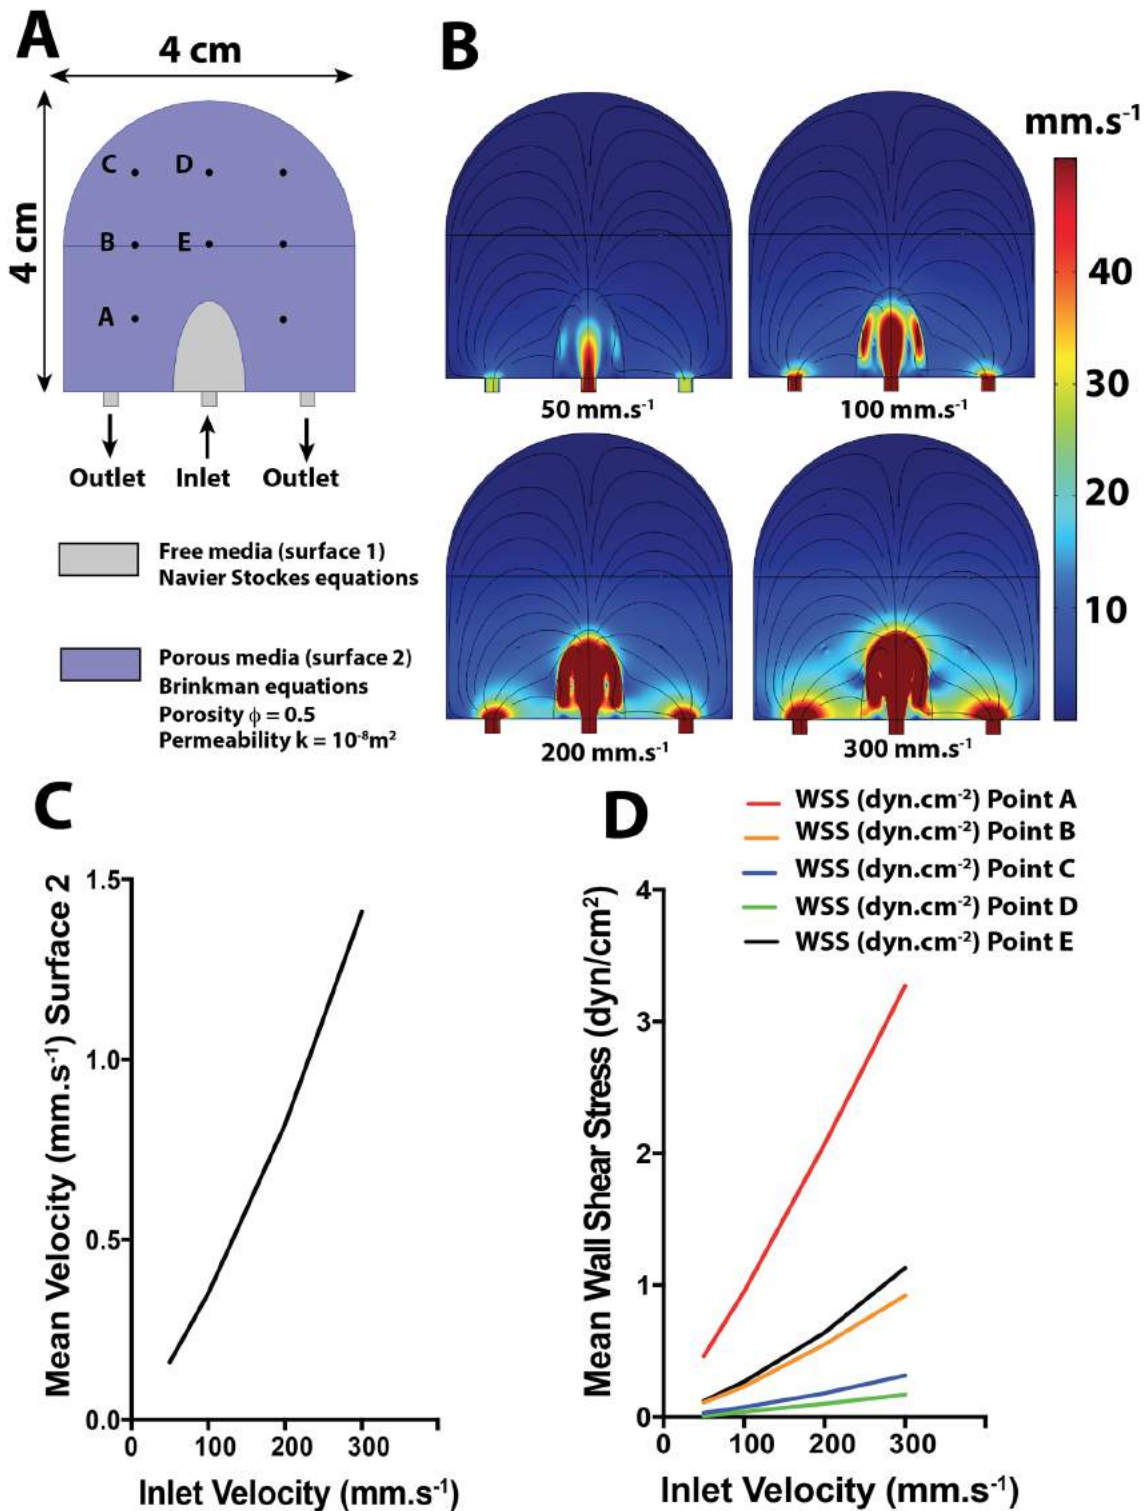 A
4 cm
4 cm
C
D
B
E
A
Outlet
Inlet
Outlet
Free media (surface 1)
Navier Stockes equations
Porous media (surface 2)
Brinkman equations
Porosity ϕ = 0.5
Permeability k = 10⁻⁸m²
B
mm.s⁻¹
40
30
20
10
50 mm.s⁻¹
100 mm.s⁻¹
200 mm.s⁻¹
300 mm.s⁻¹
C
Mean Velocity (mm.s⁻¹) Surface 2
1.5
1.0
0.5
0.0
0
100
200
300
Inlet Velocity (mm.s⁻¹)
D
WSS (dyn.cm⁻²) Point A
WSS (dyn.cm⁻²) Point B
WSS (dyn.cm⁻²) Point C
WSS (dyn.cm⁻²) Point D
WSS (dyn.cm⁻²) Point E
Mean Wall Shear Stress (dyn/cm²)
4
3
2
1
0
0
100
200
300
Inlet Velocity (mm.s⁻¹)